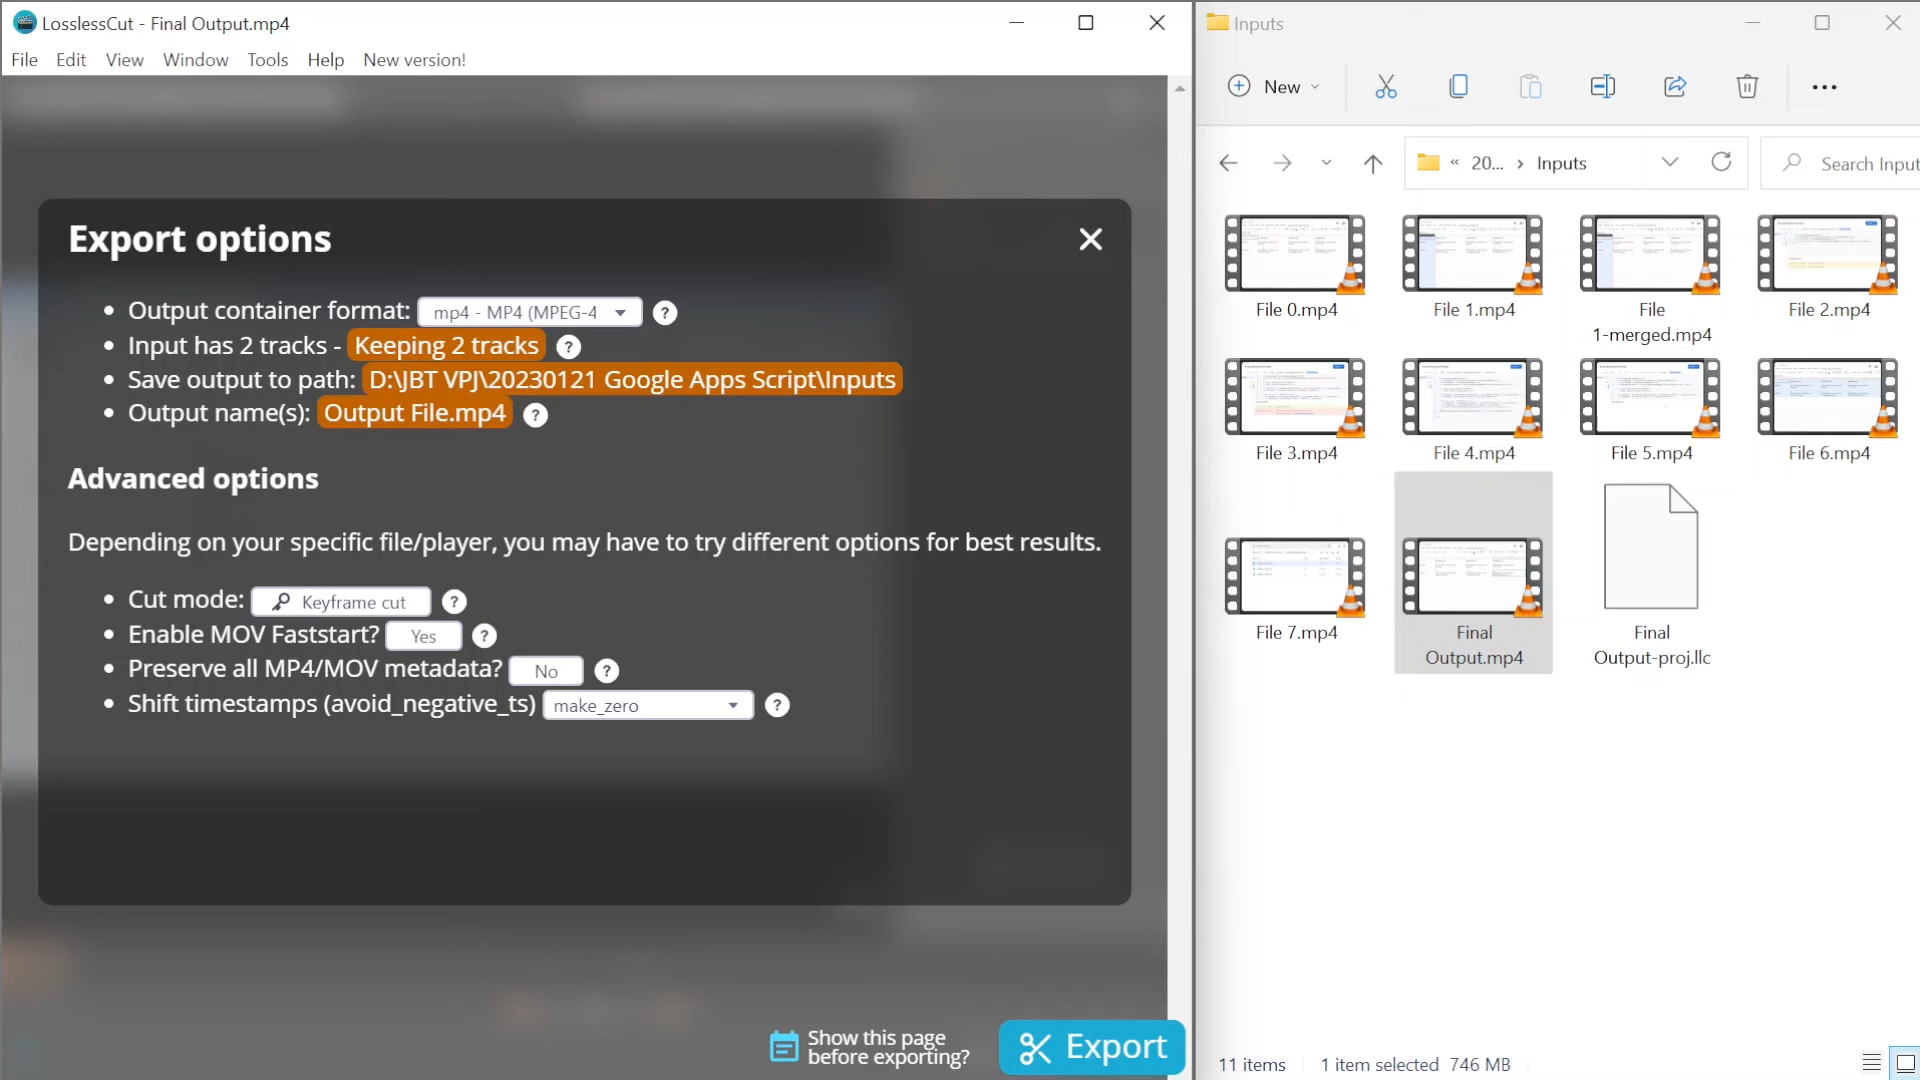 LosslessCut - Final Output.mp4
File Edit View Window Tools Help New version!
Export options
Output container format: mp4 - MP4 (MPEG-4 ?
Input has 2 tracks - Keeping 2 tracks ?
Save output to path: D:\JBT VPJ\20230121 Google Apps Script\Inputs
Output name(s): Output File.mp4 ?
Advanced options
Depending on your specific file/player, you may have to try different options for best results.
Cut mode: Keyframe cut ?
Enable MOV Faststart? Yes ?
Preserve all MP4/MOV metadata? No ?
Shift timestamps (avoid_negative_ts) make_zero ?
Show this page
before exporting?
Export
Inputs
New
« 20... › Inputs
Search Input
File 0.mp4
File 1.mp4
File
1-merged.mp4
File 2.mp4
File 3.mp4
File 4.mp4
File 5.mp4
File 6.mp4
File 7.mp4
Final
Output.mp4
Final
Output-proj.llc
11 items
1 item selected 746 MB